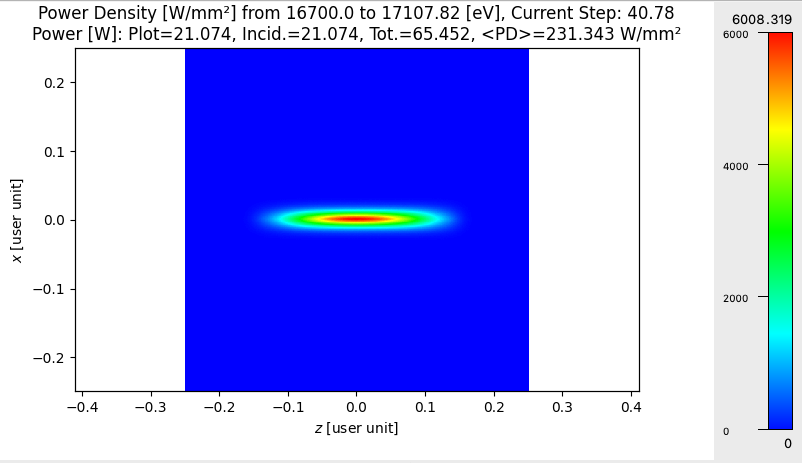 Power Density [W/mm²] from 16700.0 to 17107.82 [eV], Current Step: 40.78
Power [W]: Plot=21.074, Incid.=21.074, Tot.=65.452, <PD>=231.343 W/mm²
6008.319
6000
4000
2000
0
0
0.2
0.1
0.0
−0.1
−0.2
x [user unit]
−0.4 −0.3 −0.2 −0.1 0.0 0.1 0.2 0.3 0.4
z [user unit]